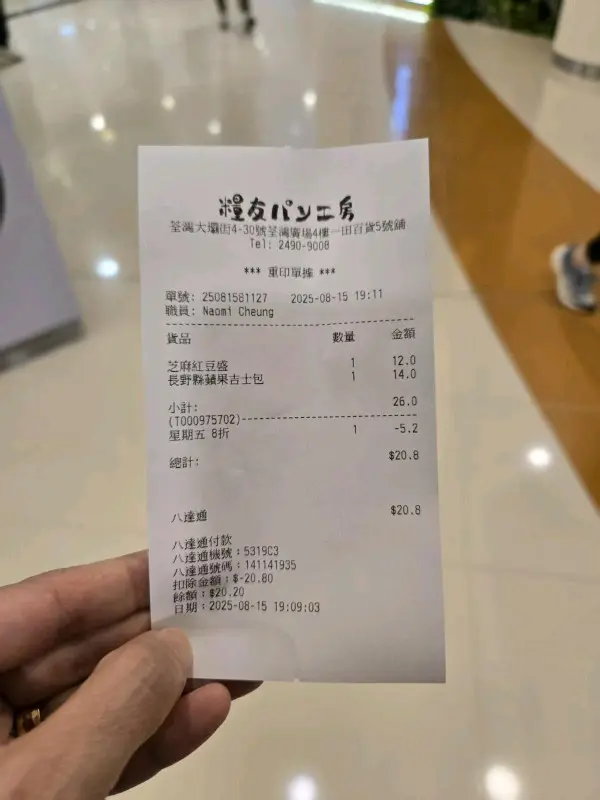 糧友パン工房
荃灣大壩街4-30號荃灣廣場4樓一田百貨5號舖
Tel: 2490-9008
*** 重印單據 ***
單號: 25081581127 2025-08-15 19:11
職員: Naomi Cheung
貨品 數量 金額
芝麻紅豆盛 1 12.0
長野縣蘋果吉士包 1 14.0
小計: 26.0
(T000975702)
星期五 8折 1 -5.2
總計: $20.8
八達通 $20.8
八達通付款
八達通機號：5319C3
八達通號碼：141141935
扣除金額：$-20.80
餘額：$20.20
日期：2025-08-15 19:09:03